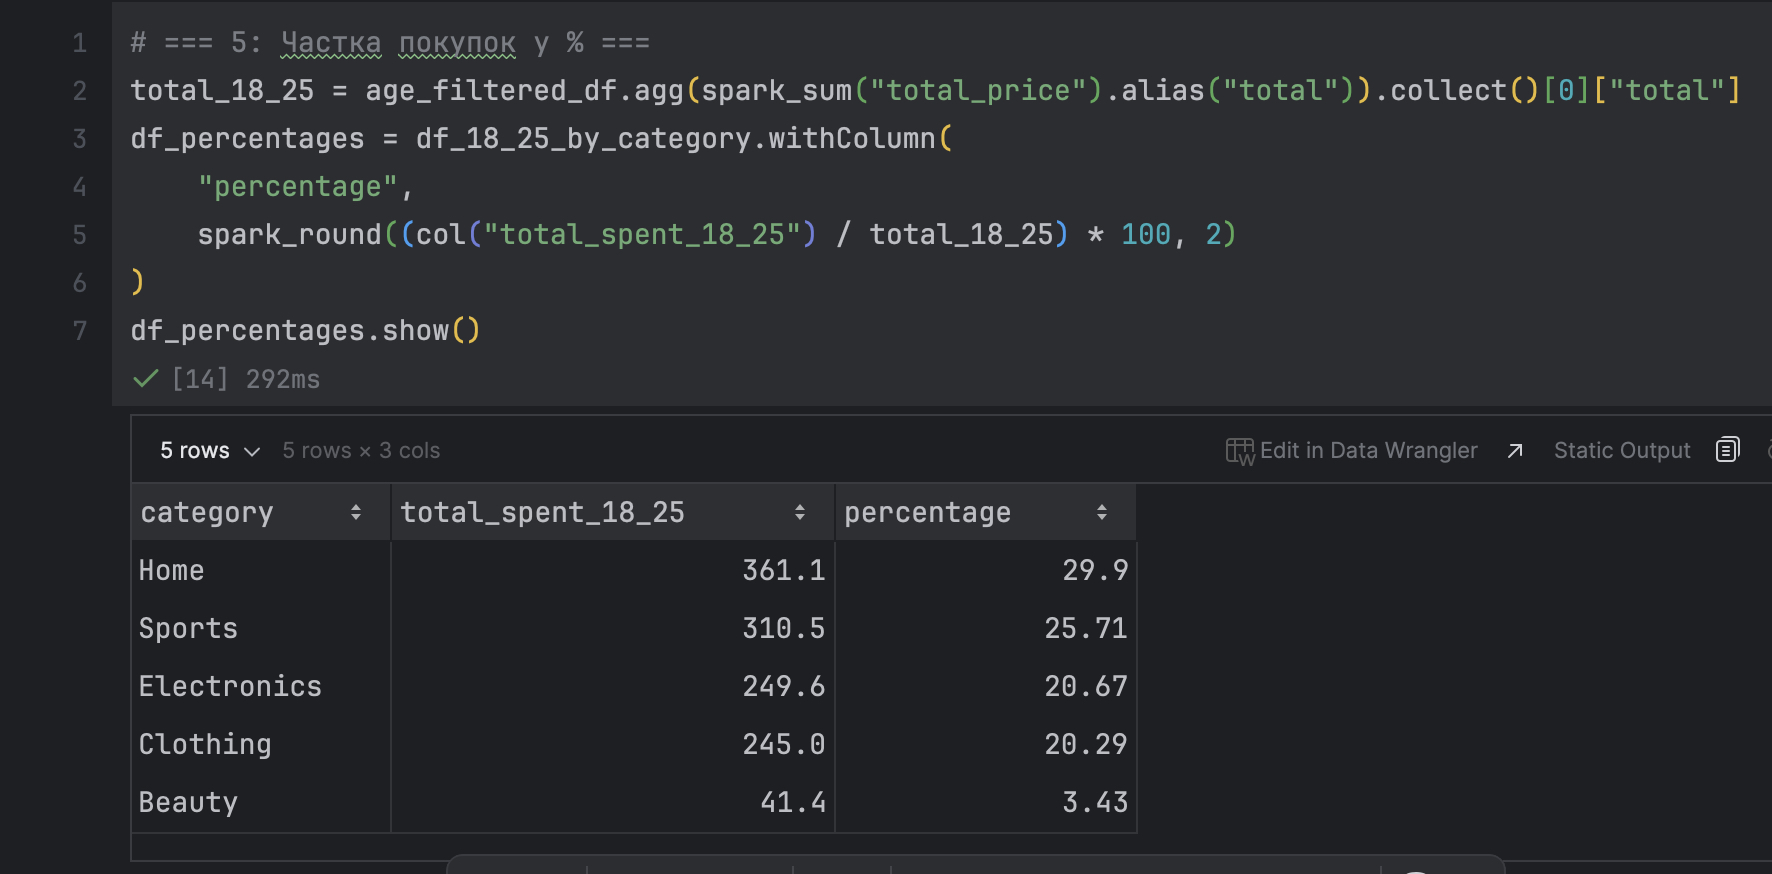 1 # === 5: Частка покупок у % ===
2 total_18_25 = age_filtered_df.agg(spark_sum("total_price").alias("total")).collect()[0]["total"]
3 df_percentages = df_18_25_by_category.withColumn(
4     "percentage",
5     spark_round((col("total_spent_18_25") / total_18_25) * 100, 2)
6 )
7 df_percentages.show()
[14] 292ms
5 rows 5 rows × 3 cols Edit in Data Wrangler Static Output
category total_spent_18_25 percentage
Home 361.1 29.9
Sports 310.5 25.71
Electronics 249.6 20.67
Clothing 245.0 20.29
Beauty 41.4 3.43